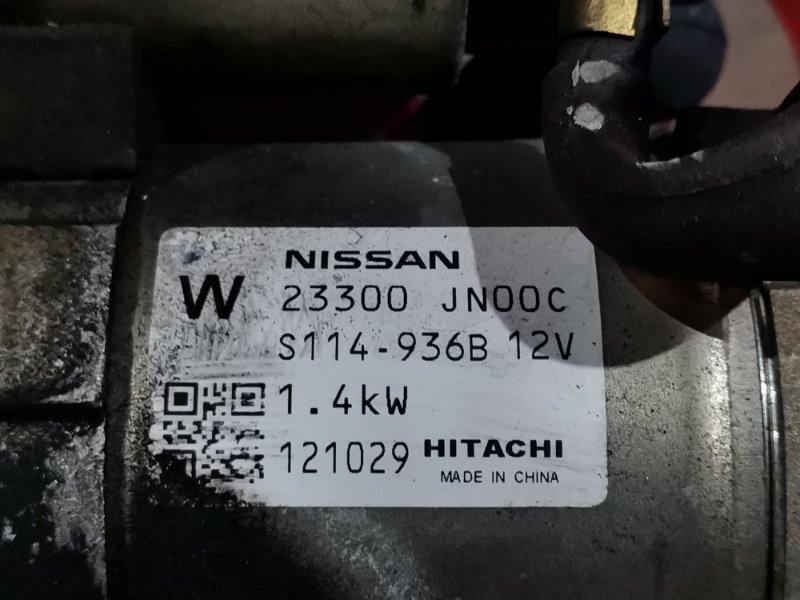 NISSAN
W 23300 JN00C
S114-936B 12V
1.4kW
121029 HITACHI
MADE IN CHINA